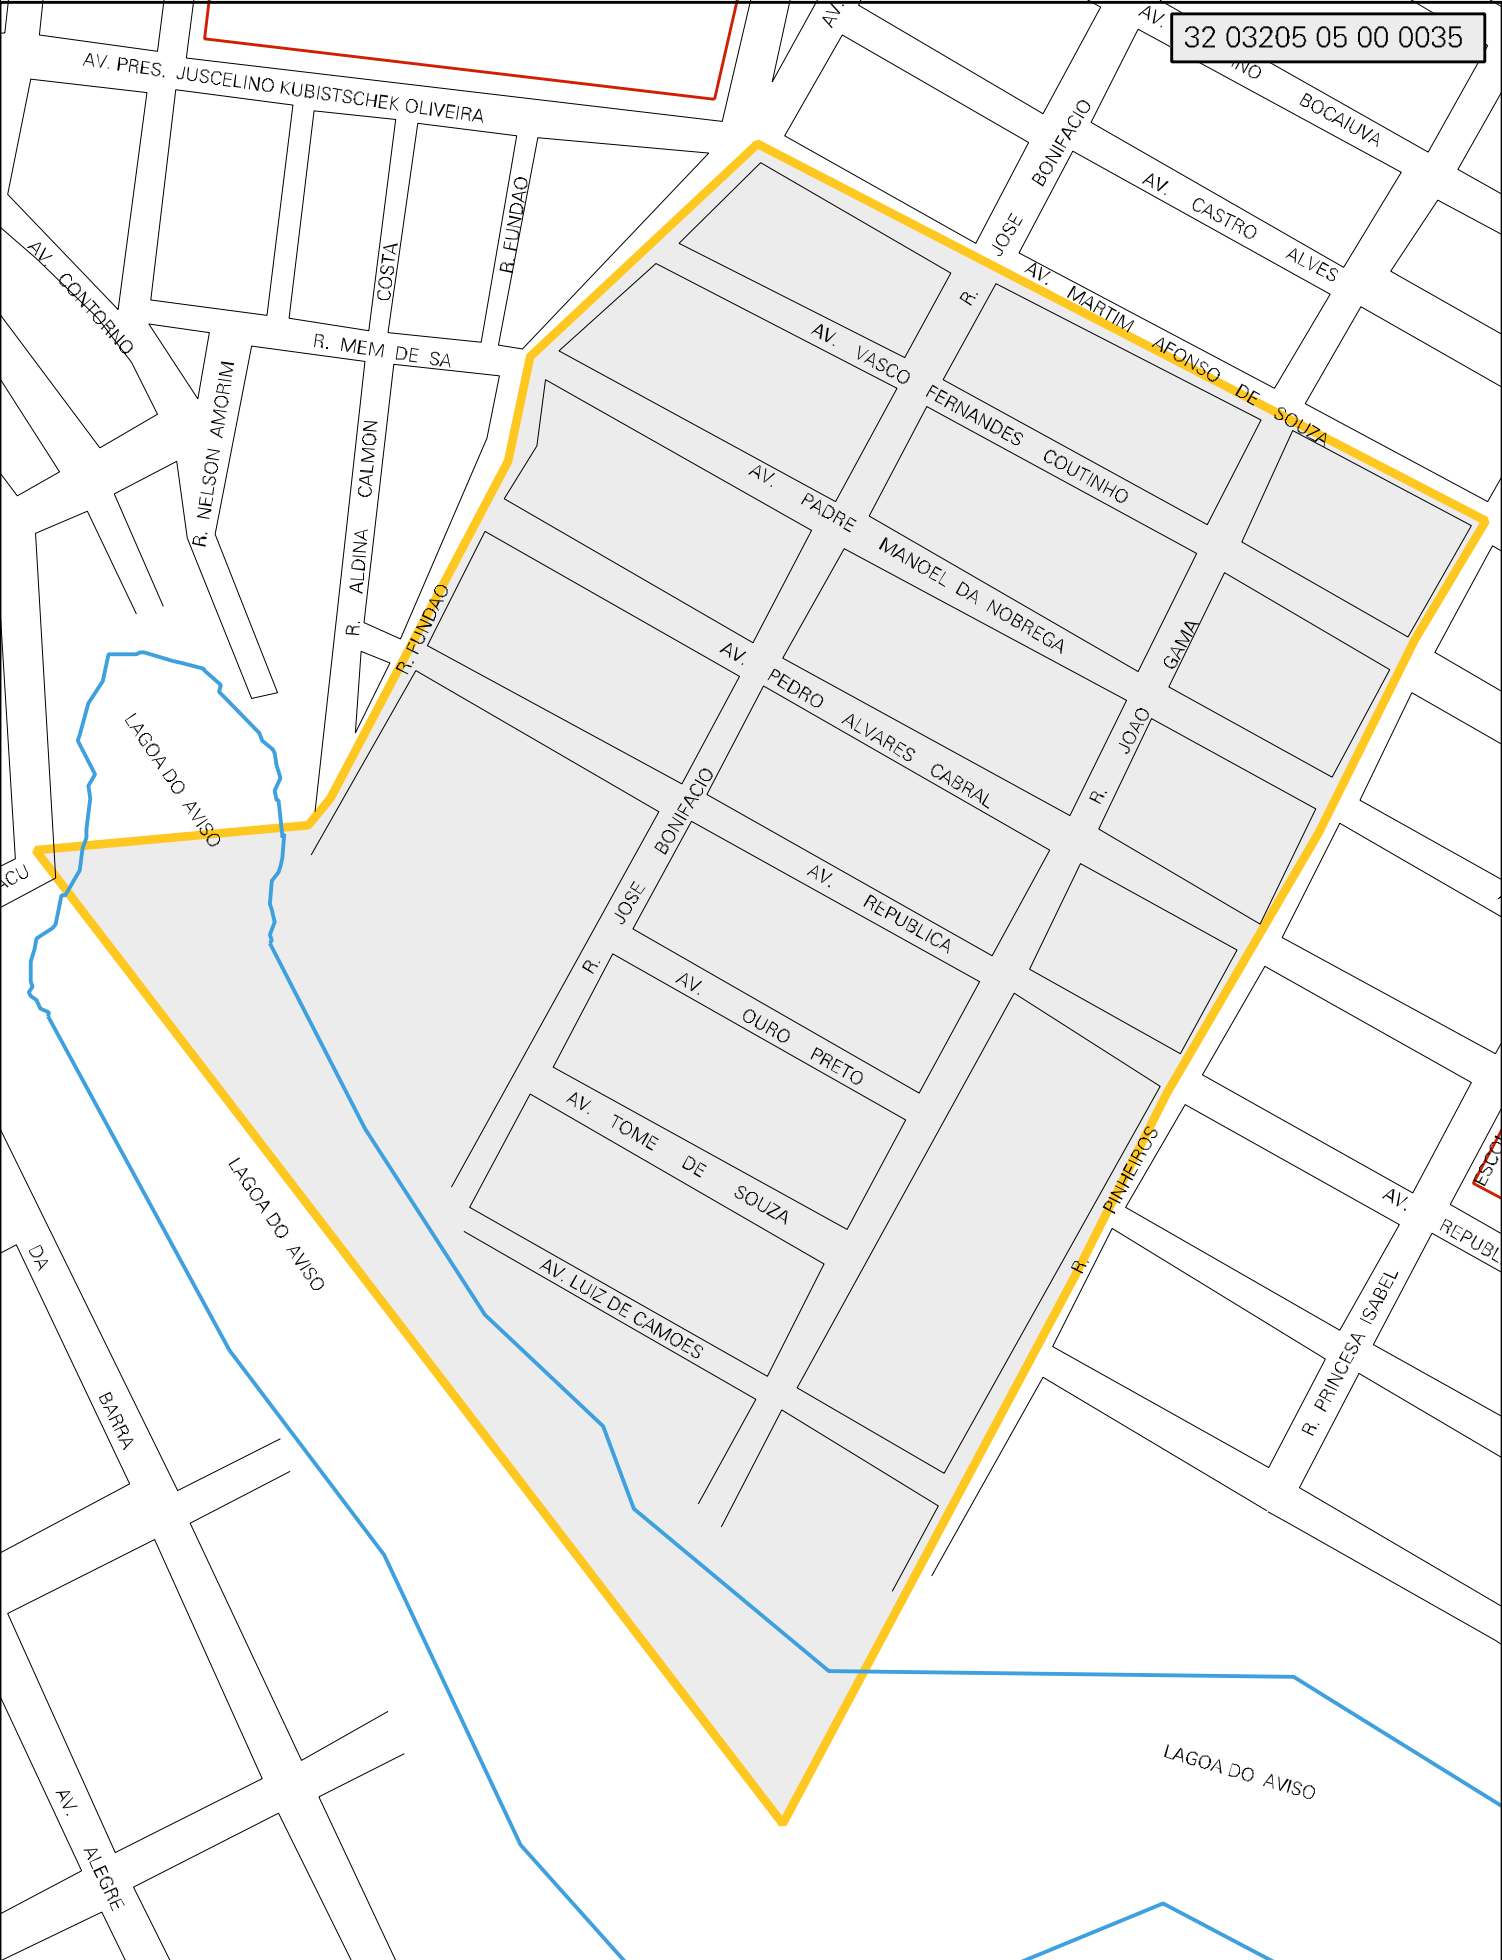 32 03205 05 00 0035
AV.
BOCAIUVA
AV. PRES. JUSCELINO KUBISTSCHEK OLIVEIRA
R. JOSE BONIFACIO
AV. CASTRO ALVES
AV. CONTORNO
COSTA
R. FUNDAO
AV. MARTIM AFONSO DE SOUZA
R. MEM DE SA
AV. VASCO FERNANDES COUTINHO
R. NELSON AMORIM
R. ALDINA CALMON
AV. PADRE MANOEL DA NOBREGA
R. FUNDAO
AV. PEDRO ALVARES CABRAL
R. JOAO GAMA
LAGOA DO AVISO
R. JOSE BONIFACIO
AV. REPUBLICA
AV. OURO PRETO
AV. TOME DE SOUZA
R. PINHEIROS
AV. REPUBL
LAGOA DO AVISO
AV. LUIZ DE CAMOES
R. PRINCESA ISABEL
DA BARRA
LAGOA DO AVISO
AV. ALEGRE